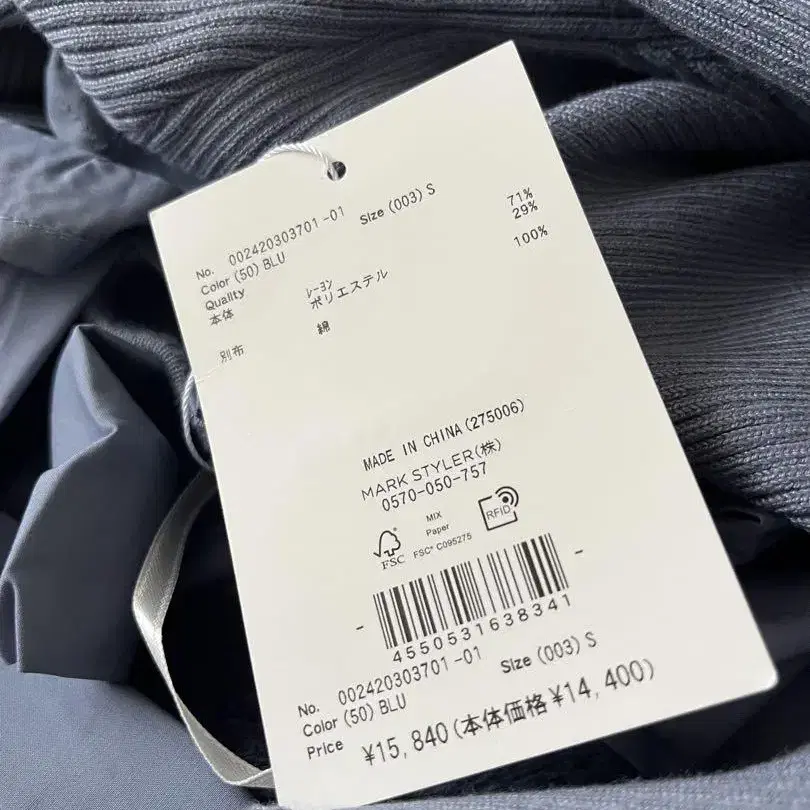 No. 002420303701-01 Size (003) S
Color (50) BLU
Quality
本体 レーヨン 71%
ポリエステル 29%
別布 綿 100%
MADE IN CHINA (275006)
MARK STYLER(株)
0570-050-757
FSC®
MIX
Paper
FSC® C095275
RFID
4550531638341
No. 002420303701-01 Size (003) S
Color (50) BLU
Price ¥15,840(本体価格¥14,400)